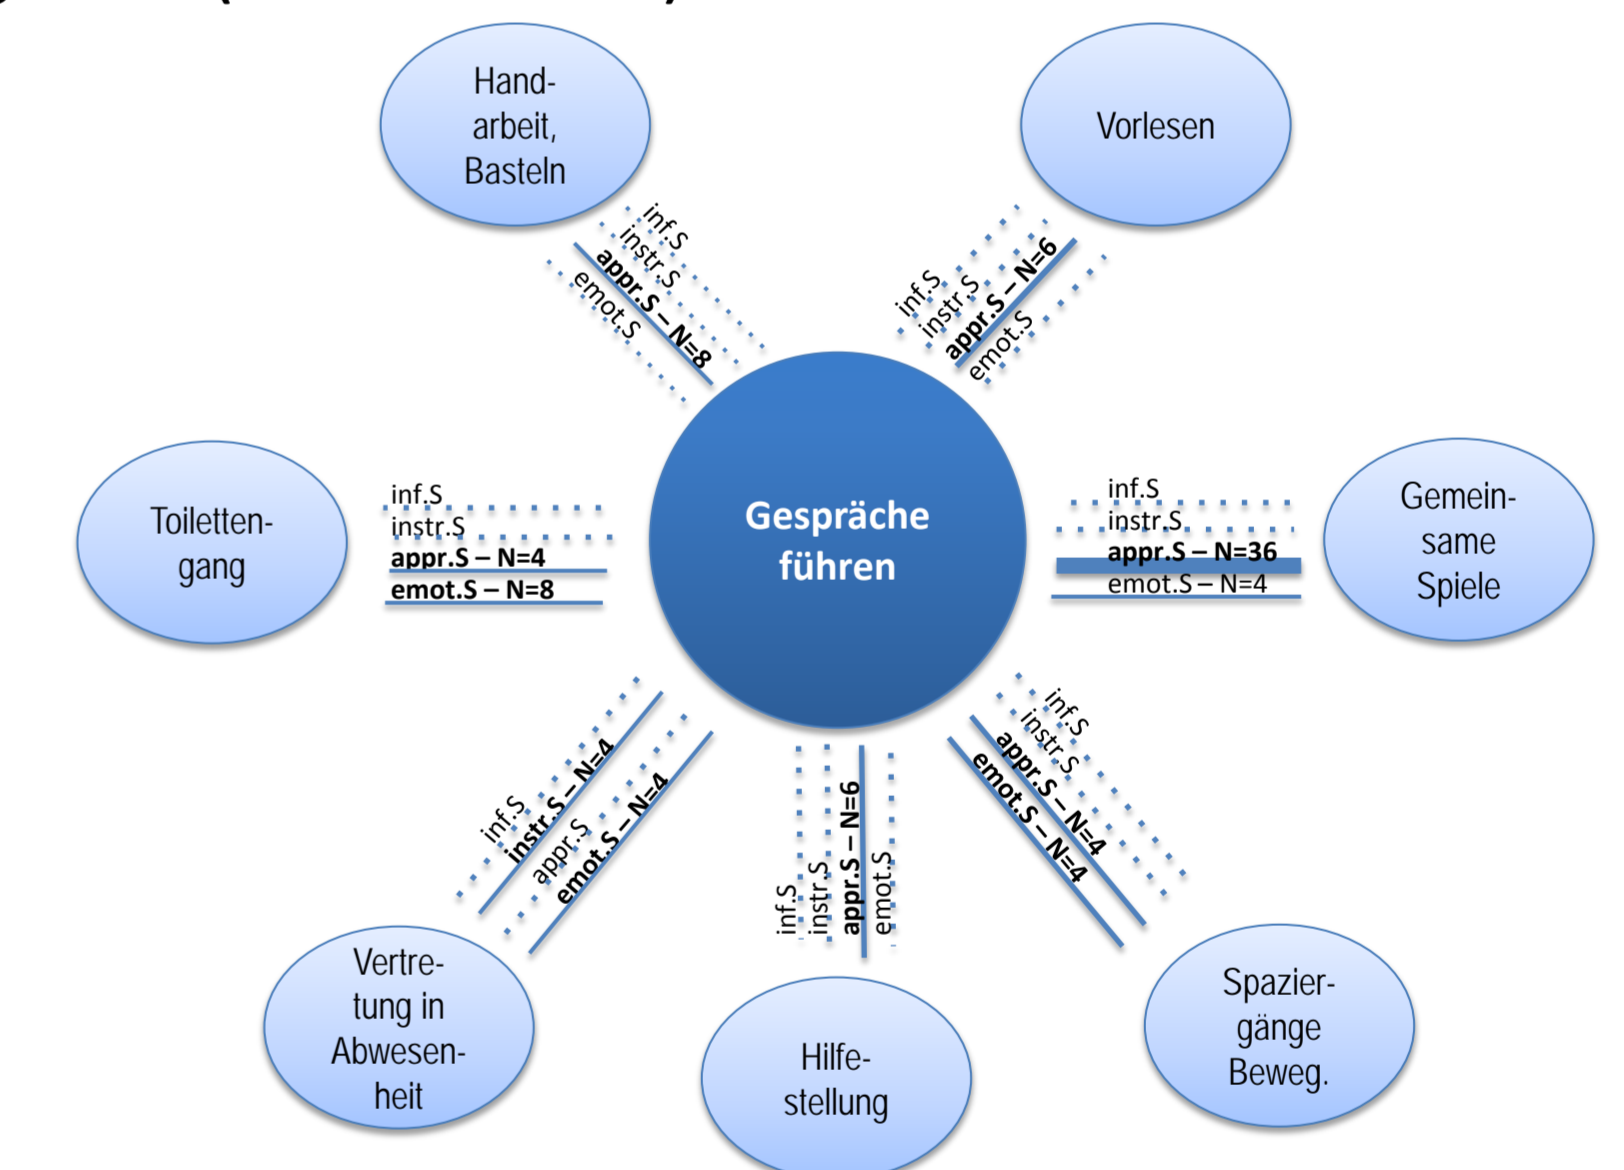 Hand-
arbeit,
Basteln
Vorlesen
inf.S
instr.S
appr.S – N=8
emot.S
inf.S
instr.S
appr.S – N=6
emot.S
Toiletten-
gang
inf.S
instr.S
appr.S – N=4
emot.S – N=8
Gespräche
führen
inf.S
instr.S
appr.S – N=36
emot.S – N=4
Gemein-
same
Spiele
inf.S
instr.S – N=4
appr.S
emot.S – N=4
inf.S
instr.S
appr.S – N=6
emot.S
inf.S
instr.S
appr.S – N=4
emot.S – N=4
Vertre-
tung in
Abwesen-
heit
Hilfe-
stellung
Spazier-
gänge
Beweg.